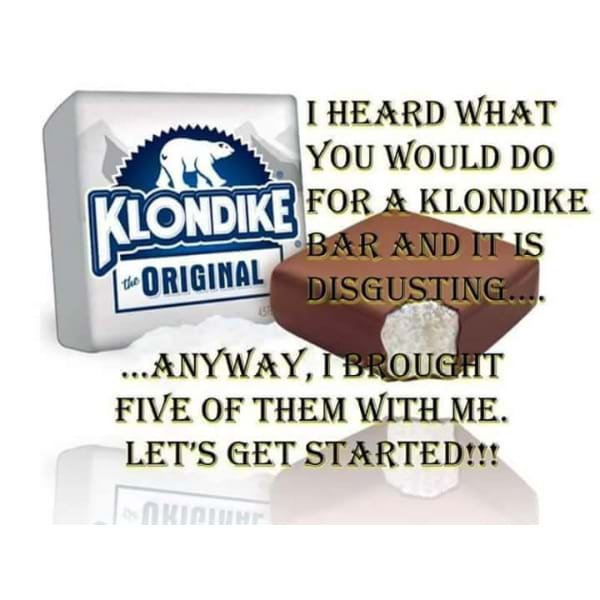 KLONDIKE
the ORIGINAL
I HEARD WHAT
YOU WOULD DO
FOR A KLONDIKE
BAR AND IT IS
DISGUSTING....
...ANYWAY, I BROUGHT
FIVE OF THEM WITH ME.
LET'S GET STARTED!!!